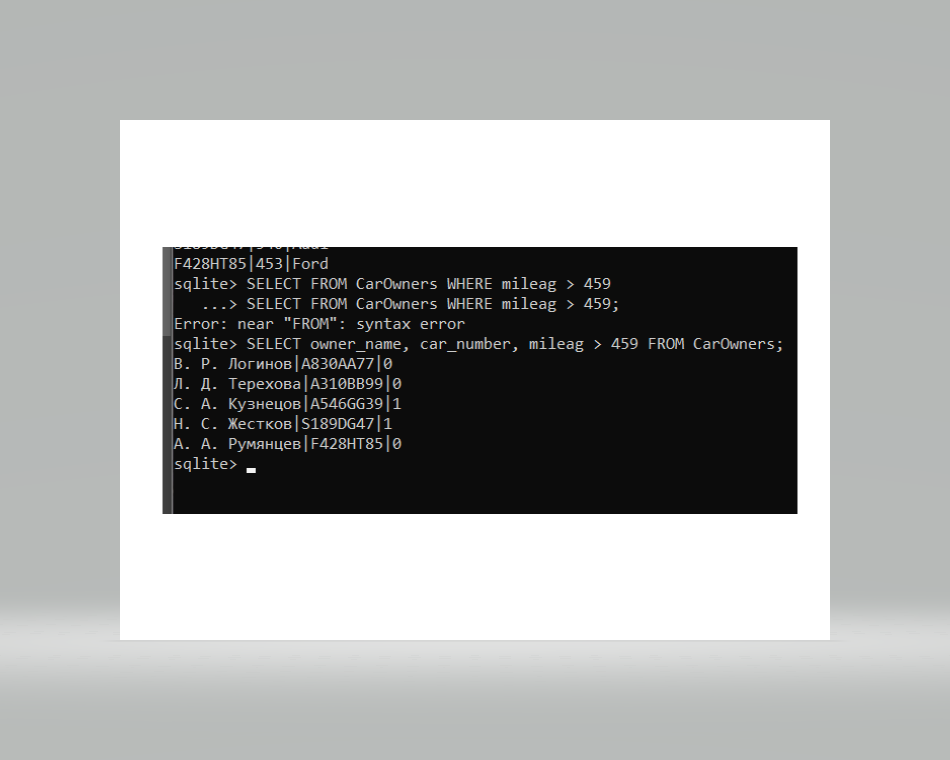 F428HT85|453|Ford
sqlite> SELECT FROM CarOwners WHERE mileag > 459
...> SELECT FROM CarOwners WHERE mileag > 459;
Error: near "FROM": syntax error
sqlite> SELECT owner_name, car_number, mileag > 459 FROM CarOwners;
В. Р. Логинов|A830AA77|0
Л. Д. Терехова|A310BB99|0
С. А. Кузнецов|A546GG39|1
Н. С. Жестков|S189DG47|1
А. А. Румянцев|F428HT85|0
sqlite>